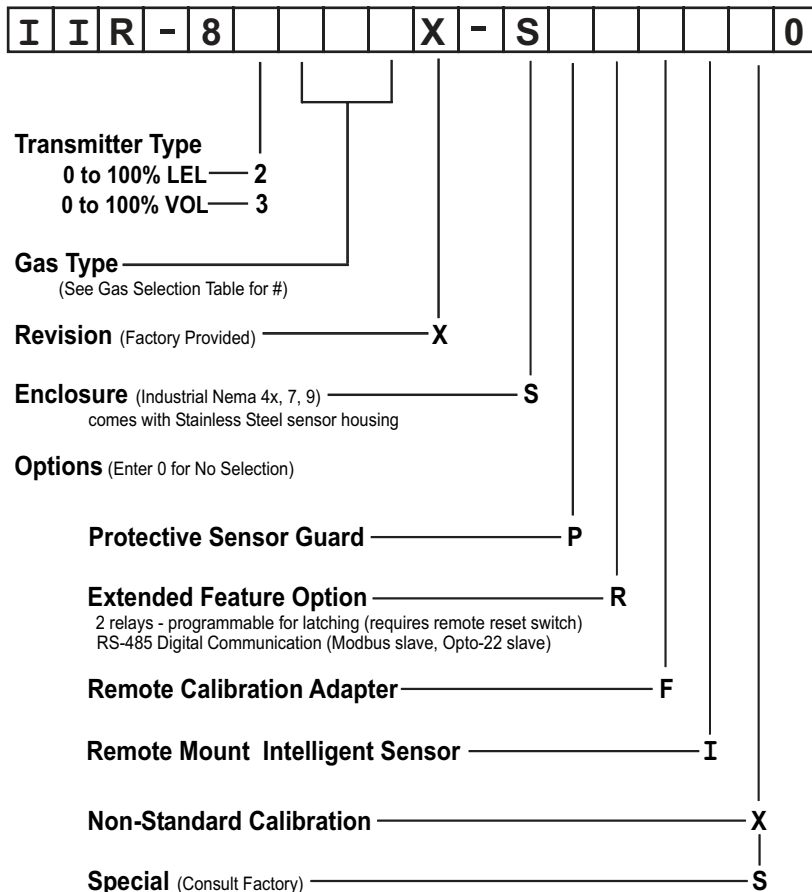 I I R - 8 X - S 0
Transmitter Type
0 to 100% LEL 2
0 to 100% VOL 3
Gas Type
(See Gas Selection Table for #)
Revision (Factory Provided) X
Enclosure (Industrial Nema 4x, 7, 9) S
comes with Stainless Steel sensor housing
Options (Enter 0 for No Selection)
Protective Sensor Guard P
Extended Feature Option R
2 relays - programmable for latching (requires remote reset switch)
RS-485 Digital Communication (Modbus slave, Opto-22 slave)
Remote Calibration Adapter F
Remote Mount Intelligent Sensor I
Non-Standard Calibration X
Special (Consult Factory) S